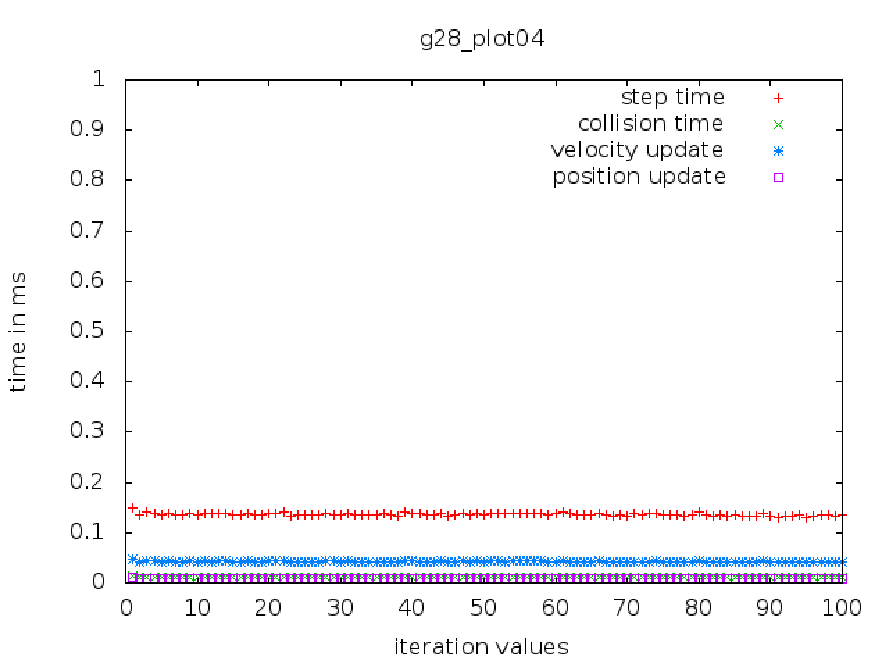 g28_plot04
step time
collision time
velocity update
position update
1
0.9
0.8
0.7
0.6
0.5
0.4
0.3
0.2
0.1
0
time in ms
0 10 20 30 40 50 60 70 80 90 100
iteration values